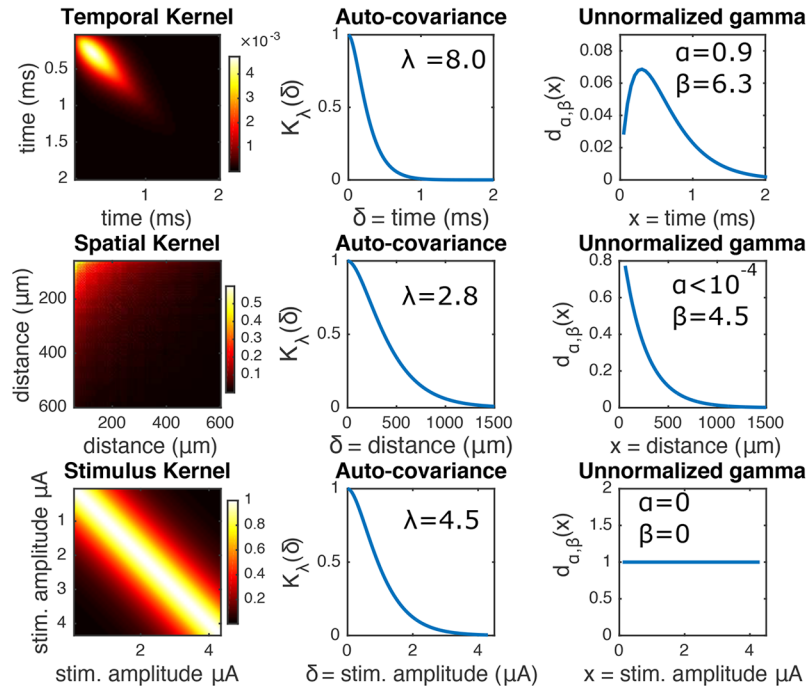 Temporal Kernel
×10⁻³
4
3
2
1
0.5
1
1.5
2
1
2
time (ms)
time (ms)
Auto-covariance
λ =8.0
1
0.5
0
0
1
2
K_λ(δ)
δ = time (ms)
Unnormalized gamma
α=0.9
β=6.3
0.08
0.06
0.04
0.02
0
0
1
2
d_α,β(x)
x = time (ms)
Spatial Kernel
200
400
600
200
400
600
0.5
0.4
0.3
0.2
0.1
distance (μm)
distance (μm)
Auto-covariance
λ=2.8
1
0.5
0
0
500
1000
1500
K_λ(δ)
δ = distance (μm)
Unnormalized gamma
α<10⁻⁴
β=4.5
0.8
0.6
0.4
0.2
0
0
500
1000
1500
d_α,β(x)
x = distance (μm)
Stimulus Kernel
1
2
3
4
2
4
1
0.8
0.6
0.4
0.2
stim. amplitude μA
stim. amplitude μA
Auto-covariance
λ=4.5
1
0.5
0
0
2
4
K_λ(δ)
δ = stim. amplitude (μA)
Unnormalized gamma
α=0
β=0
2
1.5
1
0.5
0
0
2
4
d_α,β(x)
x = stim. amplitude μA